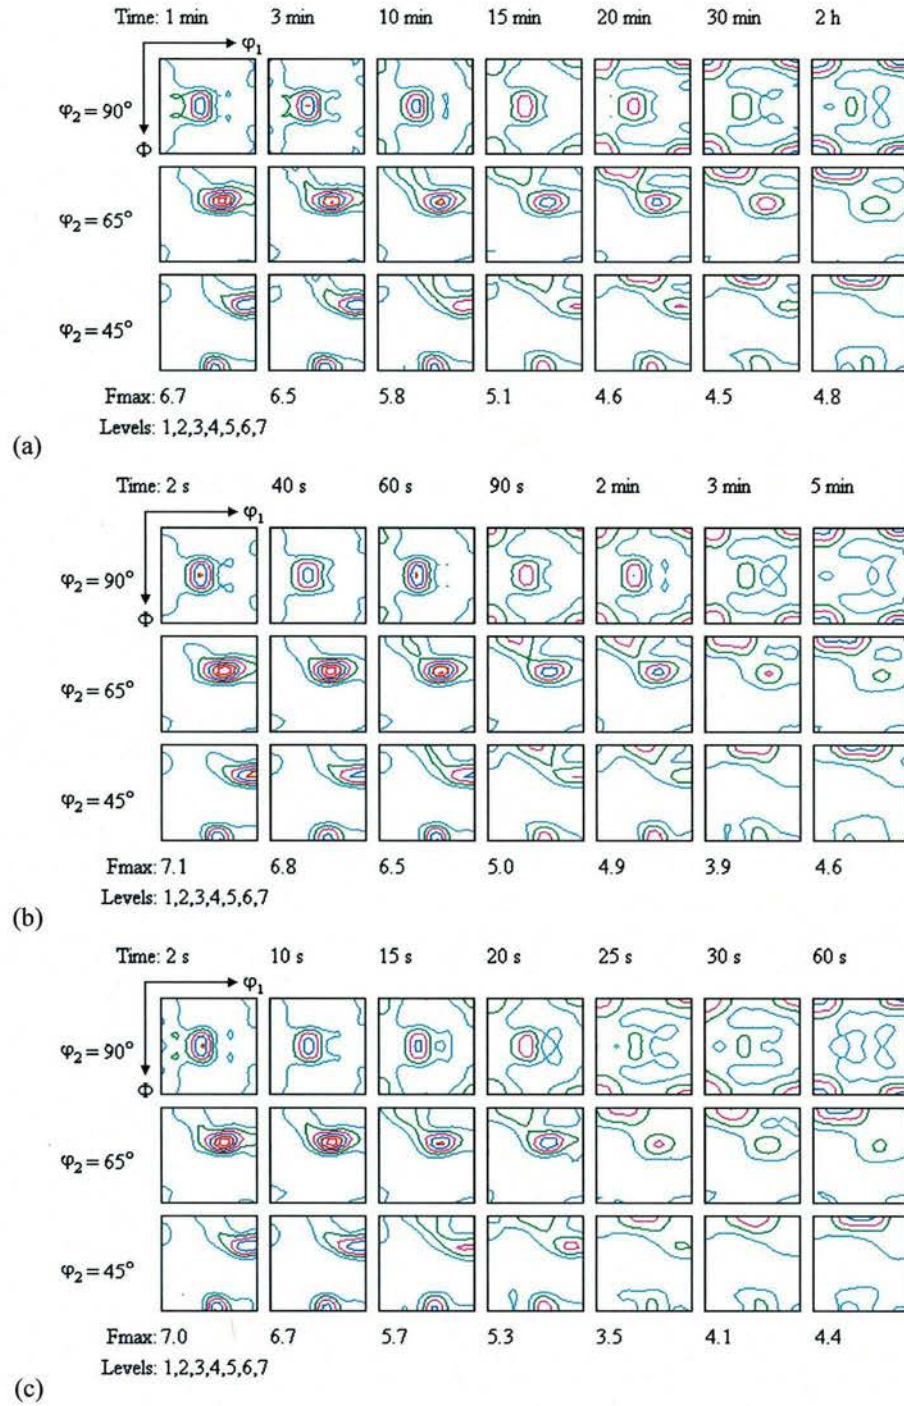 Time: 1 min 3 min 10 min 15 min 20 min 30 min 2 h
φ1
φ2 = 90°
Φ
φ2 = 65°
φ2 = 45°
Fmax: 6.7 6.5 5.8 5.1 4.6 4.5 4.8
Levels: 1,2,3,4,5,6,7
(a)
Time: 2 s 40 s 60 s 90 s 2 min 3 min 5 min
φ1
φ2 = 90°
Φ
φ2 = 65°
φ2 = 45°
Fmax: 7.1 6.8 6.5 5.0 4.9 3.9 4.6
Levels: 1,2,3,4,5,6,7
(b)
Time: 2 s 10 s 15 s 20 s 25 s 30 s 60 s
φ1
φ2 = 90°
Φ
φ2 = 65°
φ2 = 45°
Fmax: 7.0 6.7 5.7 5.3 3.5 4.1 4.4
Levels: 1,2,3,4,5,6,7
(c)